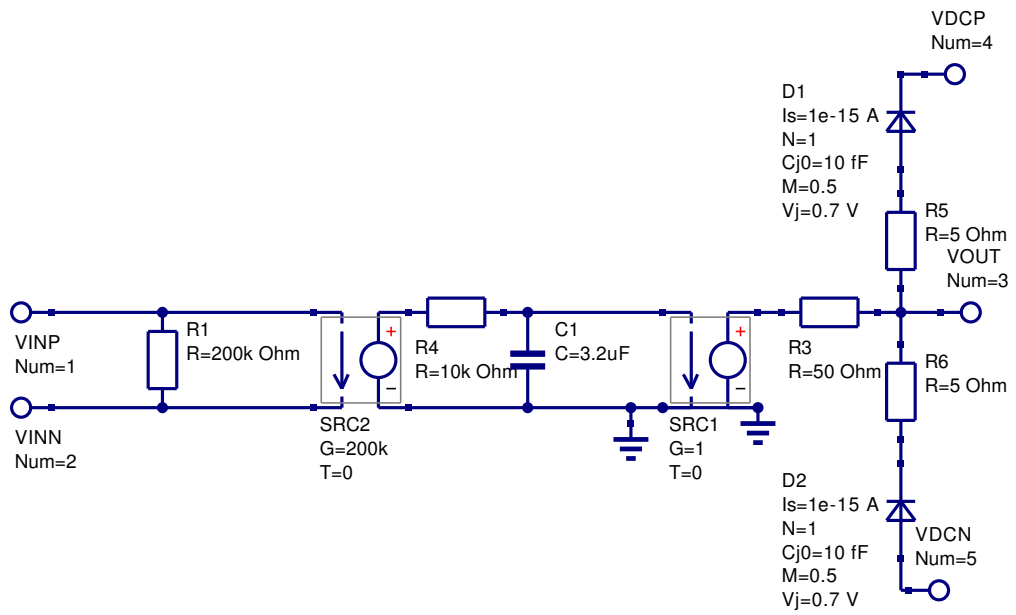 VDCP
Num=4
D1
Is=1e-15 A
N=1
Cj0=10 fF
M=0.5
Vj=0.7 V
R5
R=5 Ohm
VOUT
Num=3
VINP
Num=1
R1
R=200k Ohm
+
−
R4
R=10k Ohm
C1
C=3.2uF
+
−
R3
R=50 Ohm
R6
R=5 Ohm
VINN
Num=2
SRC2
G=200k
T=0
SRC1
G=1
T=0
D2
Is=1e-15 A
N=1
Cj0=10 fF
M=0.5
Vj=0.7 V
VDCN
Num=5